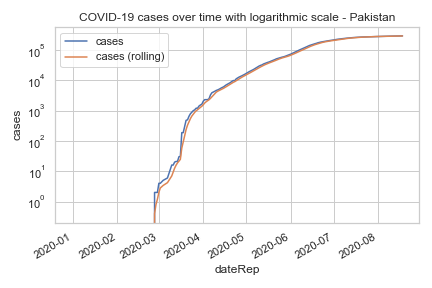 COVID-19 cases over time with logarithmic scale - Pakistan
cases
cases (rolling)
10^5
10^4
10^3
10^2
10^1
10^0
cases
2020-01
2020-02
2020-03
2020-04
2020-05
2020-06
2020-07
2020-08
dateRep